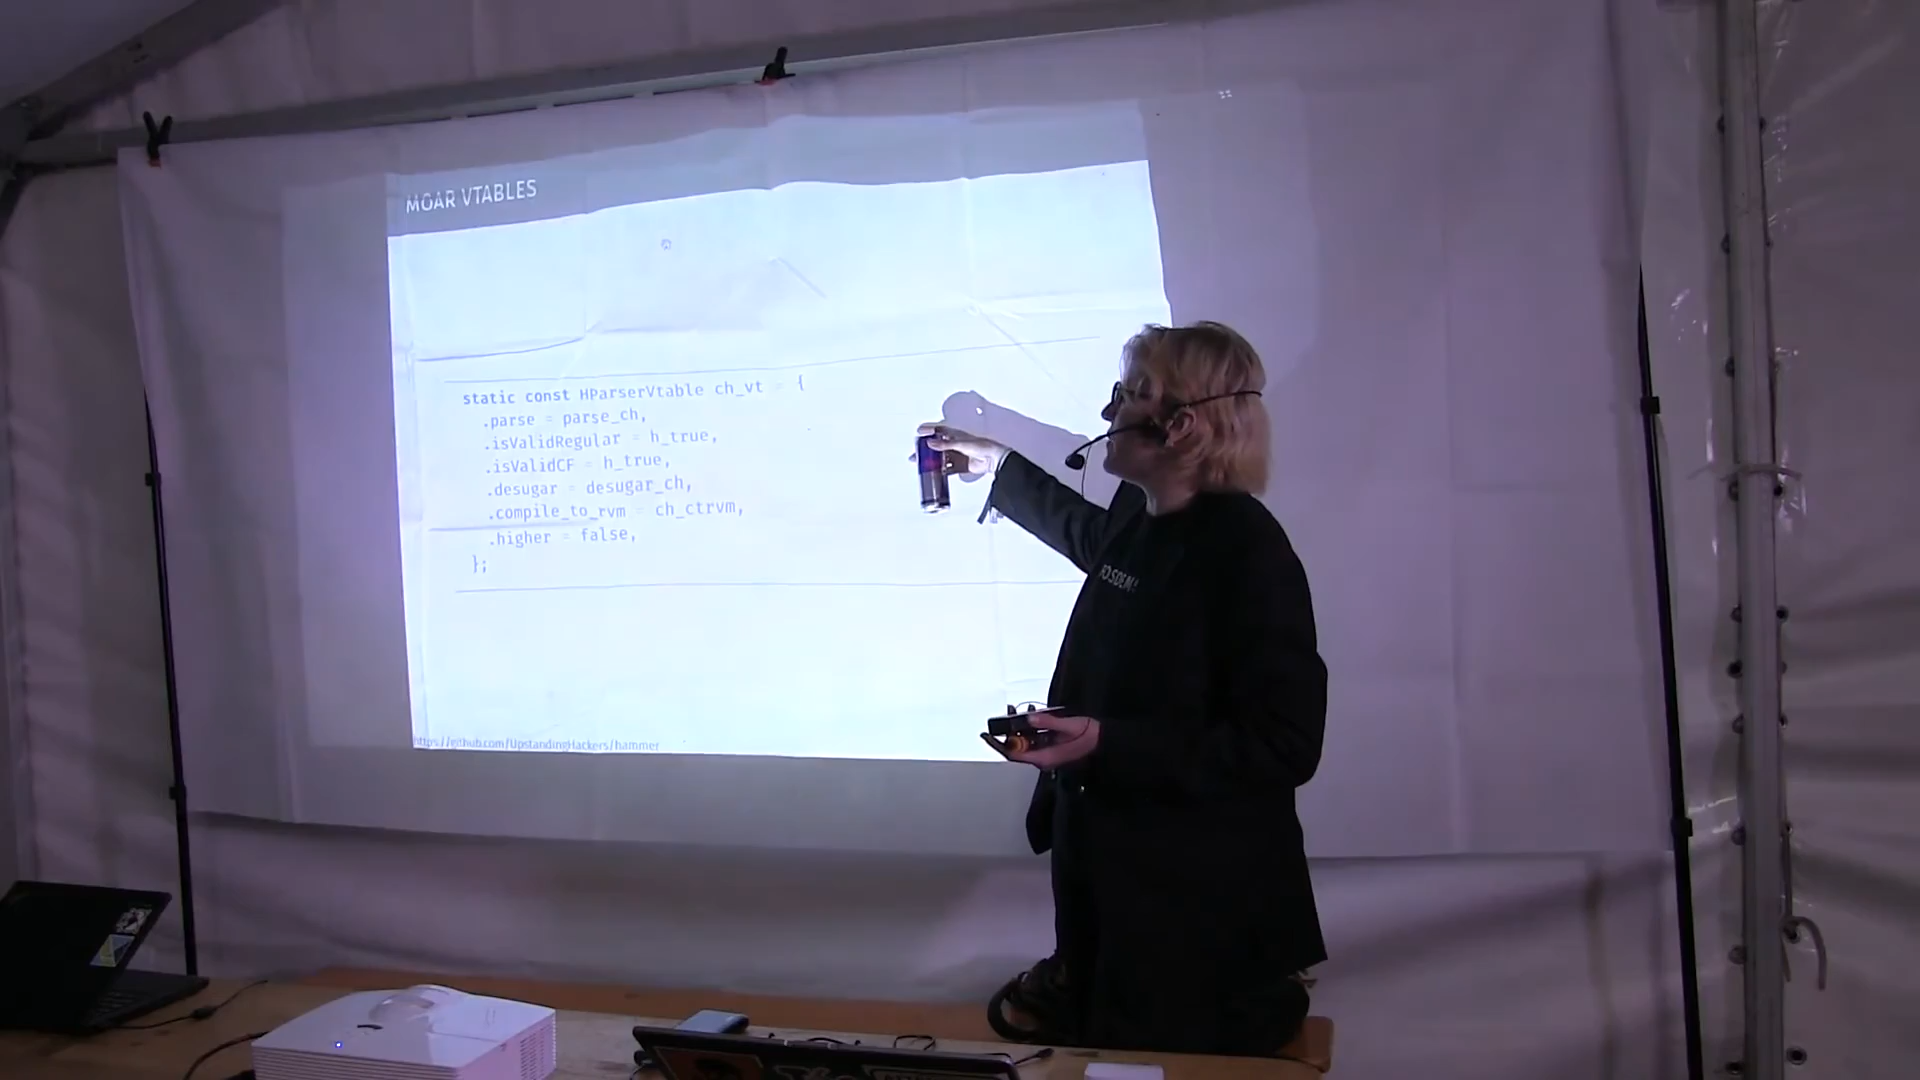 MOAR VTABLES
static const HParserVtable ch_vt = {
.parse = parse_ch,
.isValidRegular = h_true,
.isValidCF = h_true,
.desugar = desugar_ch,
.compile_to_rvm = ch_ctrvm,
.higher = false,
};
https://github.com/UpstandingHackers/hammer
FOSDEM